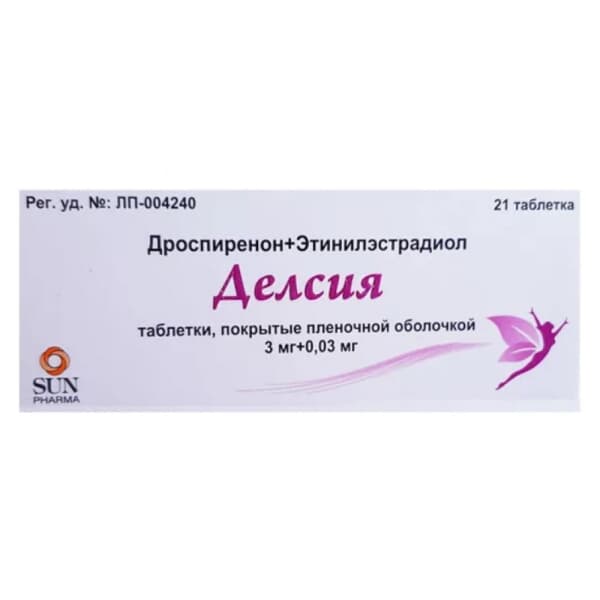 Рег. уд. №: ЛП-004240
21 таблетка
Дроспиренон+Этинилэстрадиол
Делсия
таблетки, покрытые пленочной оболочкой
3 мг+0,03 мг
SUN
PHARMA